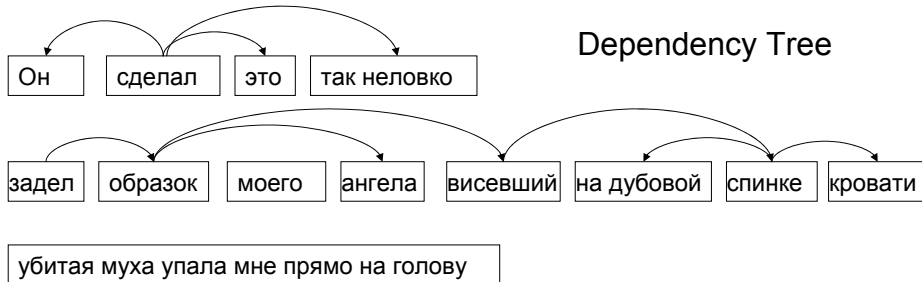 Dependency Tree
Он сделал это так неловко
задел образок моего ангела висевший на дубовой спинке кровати
убитая муха упала мне прямо на голову